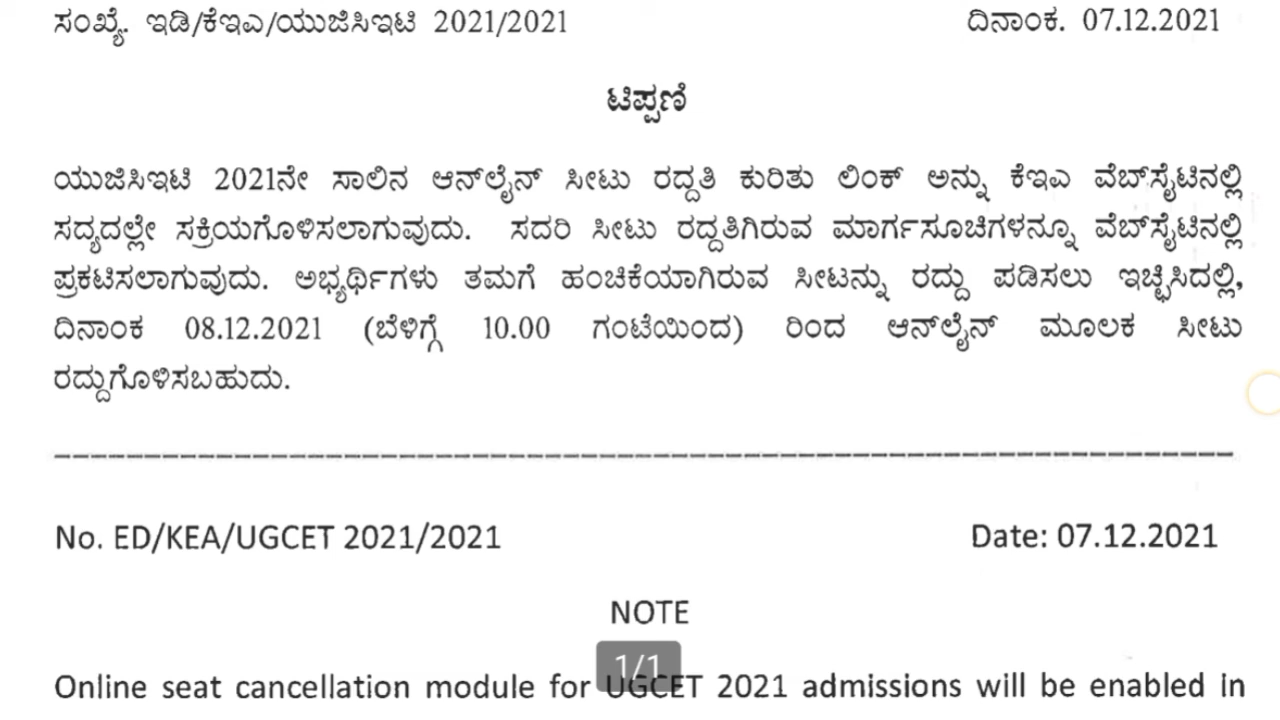 ಸಂಖ್ಯೆ. ಇಡಿ/ಕೆಇಎ/ಯುಜಿಸಿಇಟಿ 2021/2021 ದಿನಾಂಕ. 07.12.2021
ಟಿಪ್ಪಣಿ
ಯುಜಿಸಿಇಟಿ 2021ನೇ ಸಾಲಿನ ಆನ್‌ಲೈನ್ ಸೀಟು ರದ್ದತಿ ಕುರಿತು ಲಿಂಕ್ ಅನ್ನು ಕೆಇಎ ವೆಬ್‌ಸೈಟಿನಲ್ಲಿ
ಸದ್ಯದಲ್ಲೇ ಸಕ್ರಿಯಗೊಳಿಸಲಾಗುವುದು. ಸದರಿ ಸೀಟು ರದ್ದತಿಗಿರುವ ಮಾರ್ಗಸೂಚಿಗಳನ್ನೂ ವೆಬ್‌ಸೈಟಿನಲ್ಲಿ
ಪ್ರಕಟಿಸಲಾಗುವುದು. ಅಭ್ಯರ್ಥಿಗಳು ತಮಗೆ ಹಂಚಿಕೆಯಾಗಿರುವ ಸೀಟನ್ನು ರದ್ದು ಪಡಿಸಲು ಇಚ್ಛಿಸಿದಲ್ಲಿ,
ದಿನಾಂಕ 08.12.2021 (ಬೆಳಿಗ್ಗೆ 10.00 ಗಂಟೆಯಿಂದ) ರಿಂದ ಆನ್‌ಲೈನ್ ಮೂಲಕ ಸೀಟು
ರದ್ದುಗೊಳಿಸಬಹುದು.
No. ED/KEA/UGCET 2021/2021 Date: 07.12.2021
NOTE
1/1
Online seat cancellation module for UGCET 2021 admissions will be enabled in